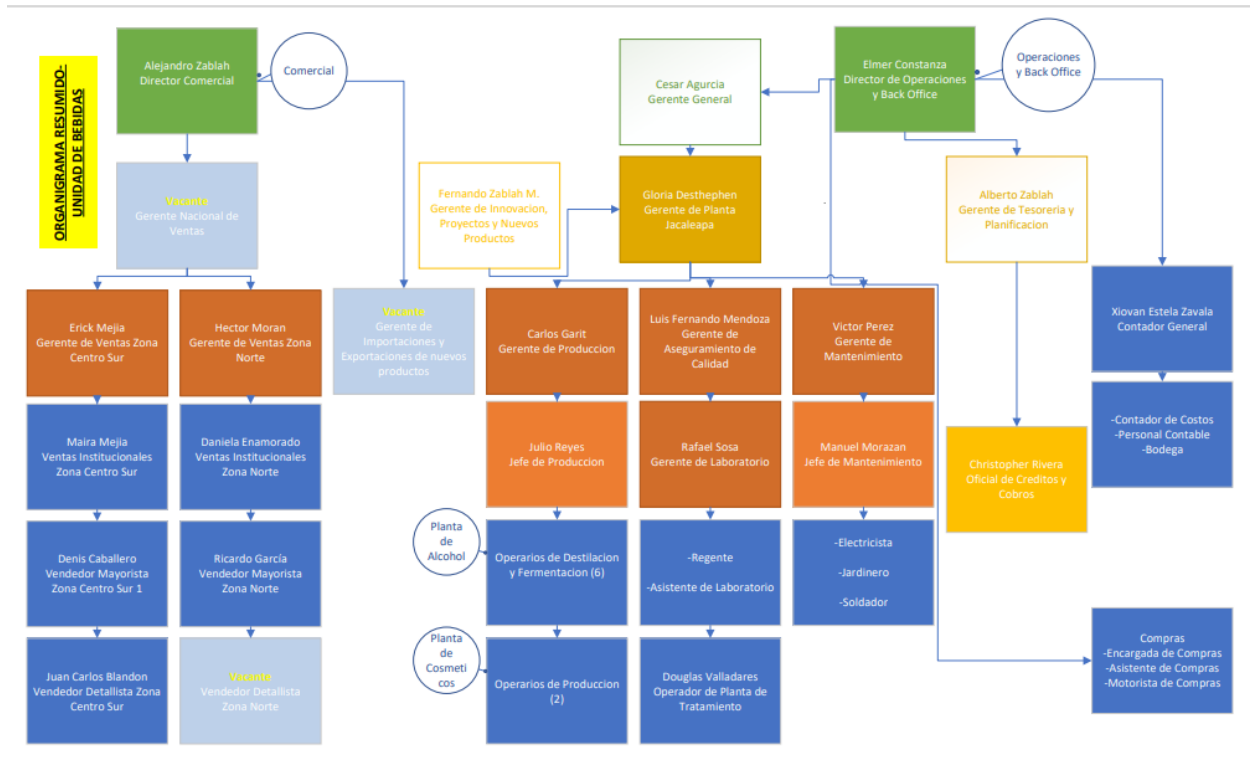 ORGANIGRAMA RESUMIDO-
UNIDAD DE BEBIDAS
Alejandro Zablah
Director Comercial
Comercial
Cesar Agurcia
Gerente General
Elmer Constanza
Director de Operaciones
y Back Office
Operaciones
y Back Office
Vacante
Gerente Nacional de
Ventas
Fernando Zablah M.
Gerente de Innovacion,
Proyectos y Nuevos
Productos
Gloria Desthephen
Gerente de Planta
Jacaleapa
Alberto Zablah
Gerente de Tesoreria y
Planificacion
Erick Mejia
Gerente de Ventas Zona
Centro Sur
Hector Moran
Gerente de Ventas Zona
Norte
Vacante
Gerente de
Importaciones y
Exportaciones de nuevos
productos
Carlos Garit
Gerente de Produccion
Luis Fernando Mendoza
Gerente de
Aseguramiento de
Calidad
Victor Perez
Gerente de
Mantenimiento
Xiovan Estela Zavala
Contador General
Maira Mejia
Ventas Institucionales
Zona Centro Sur
Daniela Enamorado
Ventas Institucionales
Zona Norte
Julio Reyes
Jefe de Produccion
Rafael Sosa
Gerente de Laboratorio
Manuel Morazan
Jefe de Mantenimiento
Christopher Rivera
Oficial de Creditos y
Cobros
-Contador de Costos
-Personal Contable
-Bodega
Denis Caballero
Vendedor Mayorista
Zona Centro Sur 1
Ricardo García
Vendedor Mayorista
Zona Norte
Planta
de
Alcohol
Operarios de Destilacion
y Fermentacion (6)
-Regente
-Asistente de Laboratorio
-Electricista
-Jardinero
-Soldador
Juan Carlos Blandon
Vendedor Detallista Zona
Centro Sur
Vacante
Vendedor Detallista
Zona Norte
Planta
de
Cosmeti
cos
Operarios de Produccion
(2)
Douglas Valladares
Operador de Planta de
Tratamiento
Compras
-Encargada de Compras
-Asistente de Compras
-Motorista de Compras